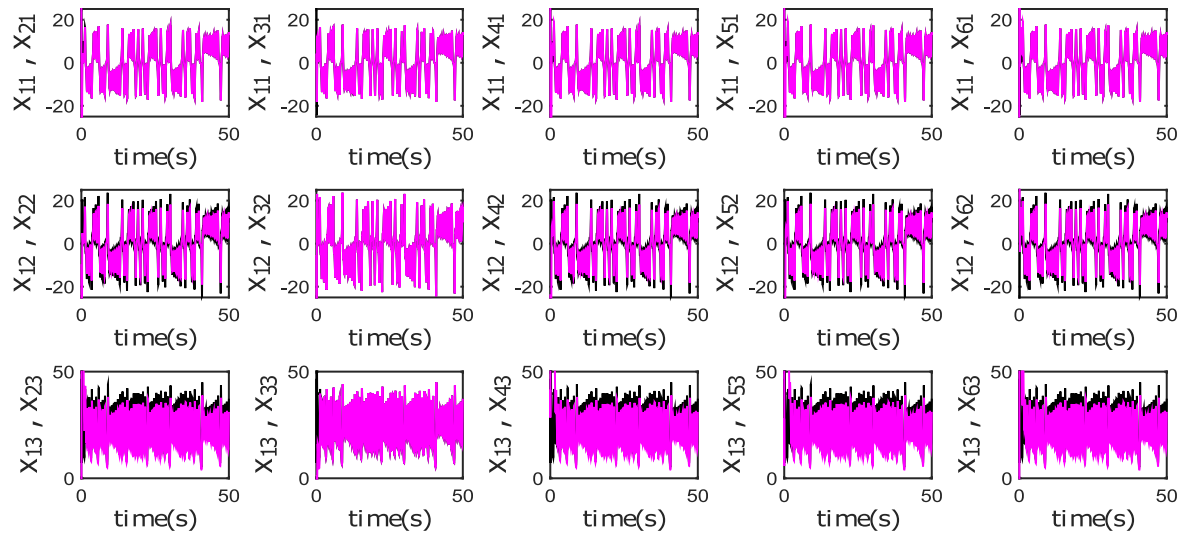 20
0
-20
X11 , X21
0 50
time(s)
20
0
-20
X11 , X31
0 50
time(s)
20
0
-20
X11 , X41
0 50
time(s)
20
0
-20
X11 , X51
0 50
time(s)
20
0
-20
X11 , X61
0 50
time(s)
20
0
-20
X12 , X22
0 50
time(s)
20
0
-20
X12 , X32
0 50
time(s)
20
0
-20
X12 , X42
0 50
time(s)
20
0
-20
X12 , X52
0 50
time(s)
20
0
-20
X12 , X62
0 50
time(s)
50
0
X13 , X23
0 50
time(s)
50
0
X13 , X33
0 50
time(s)
50
0
X13 , X43
0 50
time(s)
50
0
X13 , X53
0 50
time(s)
50
0
X13 , X63
0 50
time(s)